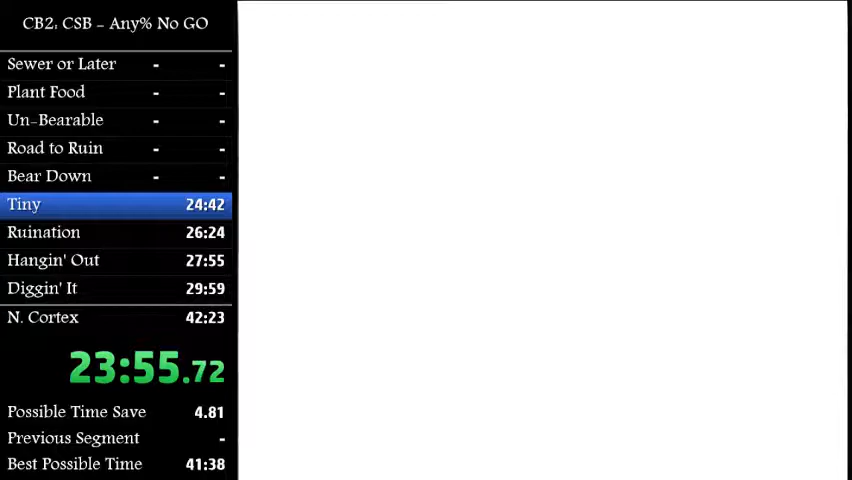 CB2: CSB - Any% No GO
Sewer or Later - -
Plant Food - -
Un-Bearable - -
Road to Ruin - -
Bear Down - -
Tiny 24:42
Ruination 26:24
Hangin' Out 27:55
Diggin' It 29:59
N. Cortex 42:23
23:55.72
Possible Time Save 4.81
Previous Segment -
Best Possible Time 41:38